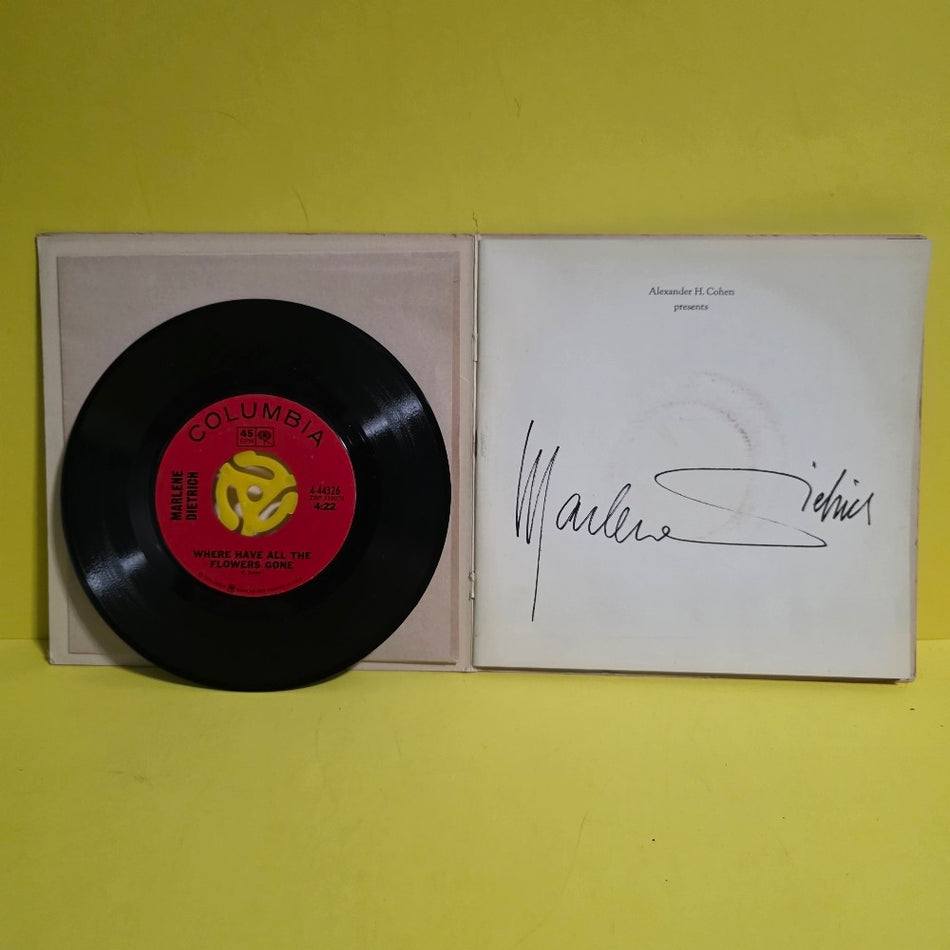 COLUMBIA
45
RPM
MARLENE
DIETRICH
4-44326
4:22
WHERE HAVE ALL THE
FLOWERS GONE
Alexander H. Cohen
presents
Marlene Dietrich